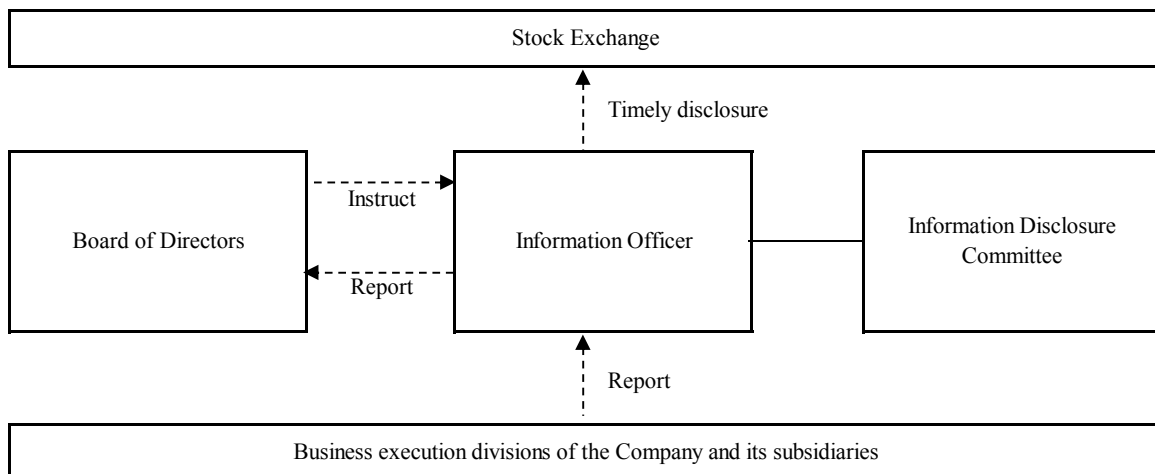 Stock Exchange
Timely disclosure
Instruct
Board of Directors
Information Officer
Information Disclosure
Committee
Report
Report
Business execution divisions of the Company and its subsidiaries